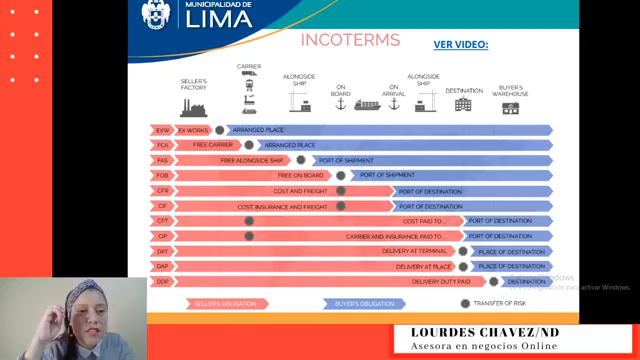 MUNICIPALIDAD DE
LIMA
INCOTERMS
VER VIDEO:
SELLER'S FACTORY
CARRIER
ALONGSIDE SHIP
ON BOARD
ON ARRIVAL
ALONGSIDE SHIP
DESTINATION
BUYER'S WAREHOUSE
EXW EX WORKS ARRANGED PLACE
FCA FREE CARRIER ARRANGED PLACE
FAS FREE ALONGSIDE SHIP PORT OF SHIPMENT
FOB FREE ON BOARD PORT OF SHIPMENT
CFR COST AND FREIGHT PORT OF DESTINATION
CIF COST, INSURANCE AND FREIGHT PORT OF DESTINATION
CPT COST PAID TO ... PORT OF DESTINATION
CIP CARRIER AND INSURANCE PAID TO ... PORT OF DESTINATION
DAT DELIVERY AT TERMINAL PLACE OF DESTINATION
DAP DELIVERY AT PLACE PLACE OF DESTINATION
DDP DELIVERY DUTY PAID DESTINATION
Windows
configuración para activar Windows.
SELLER'S OBLIGATION
BUYER'S OBLIGATION
TRANSFER OF RISK
LOURDES CHAVEZ/ND
Asesora en negocios Online